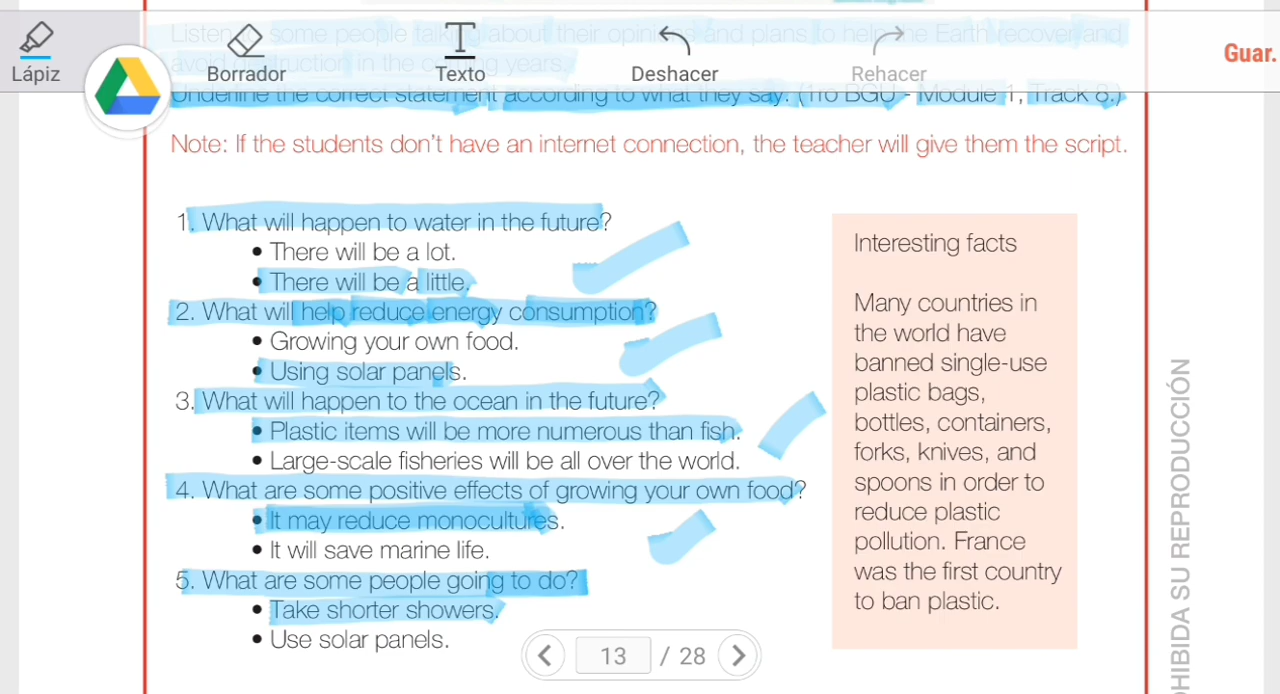 Listen to some people talking about their opinions and plans to help the Earth recover and
avoid destruction in the coming years.
Lápiz
Borrador
Texto
Deshacer
Rehacer
Guar.
Underline the correct statement according to what they say. (1ro BGU - Module 1, Track 8.)
Note: If the students don't have an internet connection, the teacher will give them the script.
1. What will happen to water in the future?
• There will be a lot.
• There will be a little.
2. What will help reduce energy consumption?
• Growing your own food.
• Using solar panels.
3. What will happen to the ocean in the future?
• Plastic items will be more numerous than fish.
• Large-scale fisheries will be all over the world.
4. What are some positive effects of growing your own food?
• It may reduce monocultures.
• It will save marine life.
5. What are some people going to do?
• Take shorter showers.
• Use solar panels.
Interesting facts
Many countries in
the world have
banned single-use
plastic bags,
bottles, containers,
forks, knives, and
spoons in order to
reduce plastic
pollution. France
was the first country
to ban plastic.
HIBIDA SU REPRODUCCIÓN
13 / 28